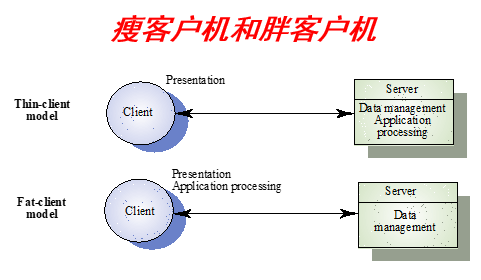 瘦客户机和胖客户机
Presentation
Thin-client
model
Client
Server
Data management
Application
processing
Presentation
Application processing
Fat-client
model
Client
Server
Data
management